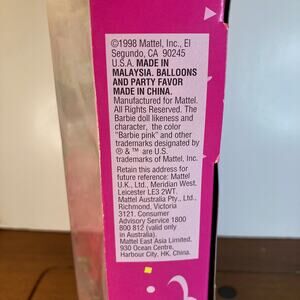 ©1998 Mattel, Inc., El
Segundo, CA 90245
U.S.A. MADE IN
MALAYSIA. BALLOONS
AND PARTY FAVOR
MADE IN CHINA.
Manufactured for Mattel.
All Rights Reserved. The
Barbie doll likeness and
character, the color
"Barbie pink" and other
trademarks designated by
® & ™ are U.S.
trademarks of Mattel, Inc.
Retain this address for
future reference: Mattel
U.K., Ltd., Meridian West,
Leicester LE3 2WT.
Mattel Australia Pty., Ltd.,
Richmond, Victoria
3121. Consumer
Advisory Service 1800
800 812 (valid only
in Australia).
Mattel East Asia Limited,
930 Ocean Centre,
Harbour City, HK, China.